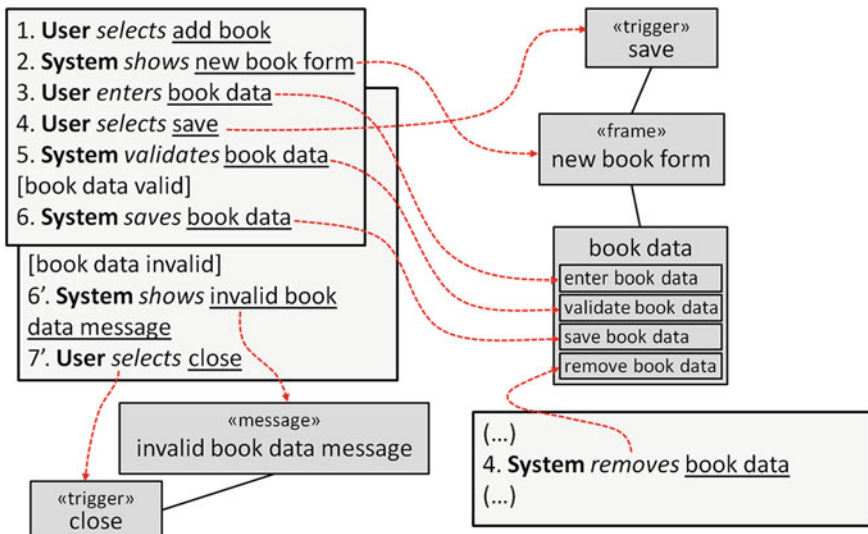 1. User selects add book
2. System shows new book form
3. User enters book data
4. User selects save
5. System validates book data
[book data valid]
6. System saves book data
[book data invalid]
6'. System shows invalid book
data message
7'. User selects close
«trigger»
save
«frame»
new book form
book data
enter book data
validate book data
save book data
remove book data
«message»
invalid book data message
«trigger»
close
(...)
4. System removes book data
(...)